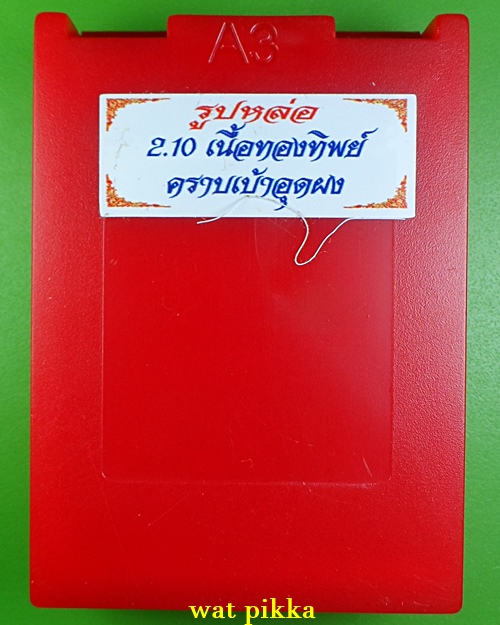 A3
รูปหล่อ
2.10 เนื้อทองทิพย์
คราบเบ้าอุดผง
wat pikka